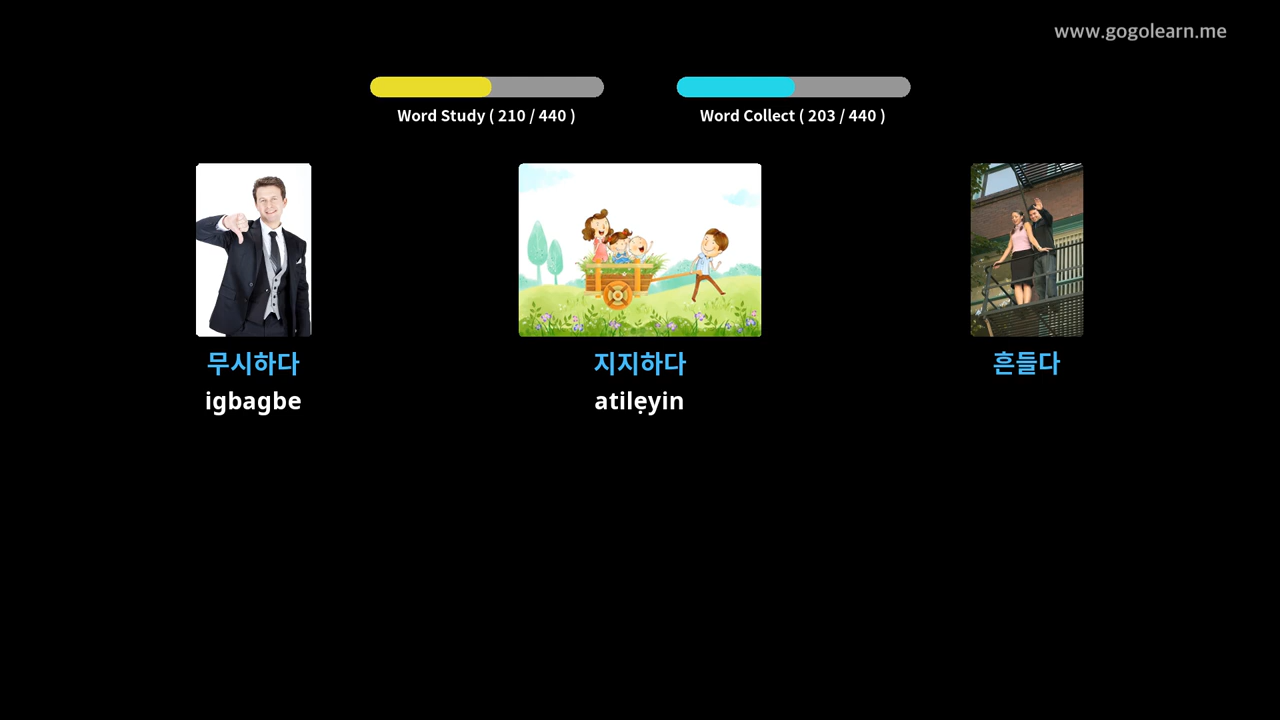 www.gogolearn.me
Word Study ( 210 / 440 )
Word Collect ( 203 / 440 )
무시하다
지지하다
흔들다
igbagbe
atilẹyin